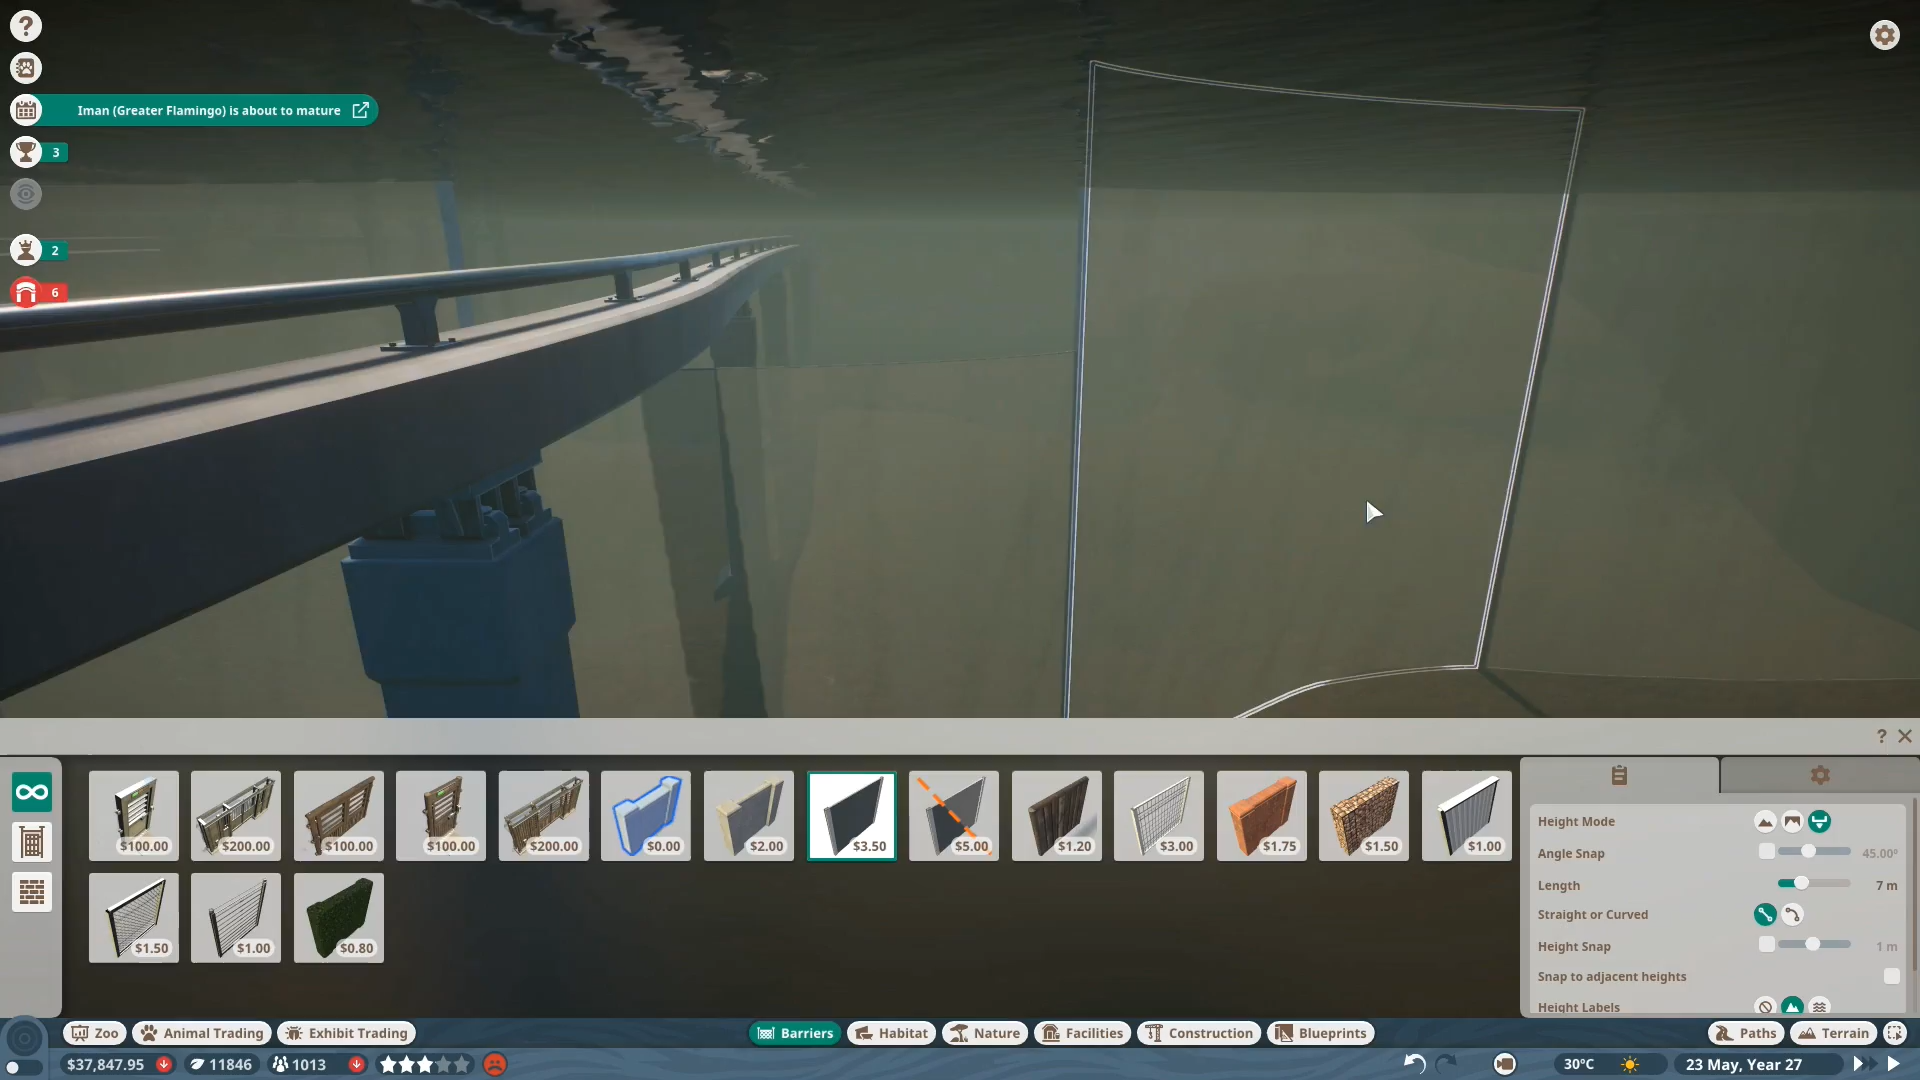 ?
Iman (Greater Flamingo) is about to mature
3
2
6
?
$100.00
$200.00
$100.00
$100.00
$200.00
$0.00
$2.00
$3.50
$5.00
$1.20
$3.00
$1.75
$1.50
$1.00
$1.50
$1.00
$0.80
Height Mode
Angle Snap 45.00°
Length 7 m
Straight or Curved
Height Snap 1 m
Snap to adjacent heights
Height Labels
Zoo
Animal Trading
Exhibit Trading
Barriers
Habitat
Nature
Facilities
Construction
Blueprints
Paths
Terrain
$37,847.95
11846
1013
30°C
23 May, Year 27